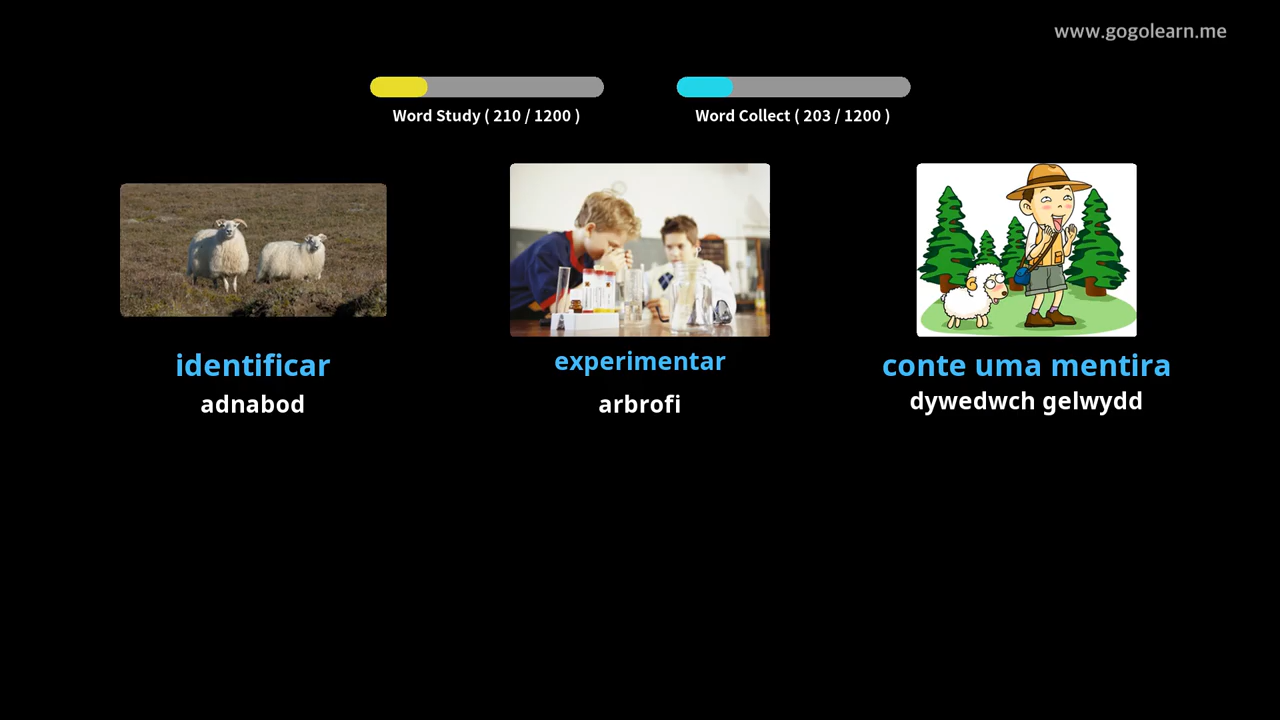 www.gogolearn.me
Word Study ( 210 / 1200 )
Word Collect ( 203 / 1200 )
identificar
adnabod
experimentar
arbrofi
conte uma mentira
dywedwch gelwydd